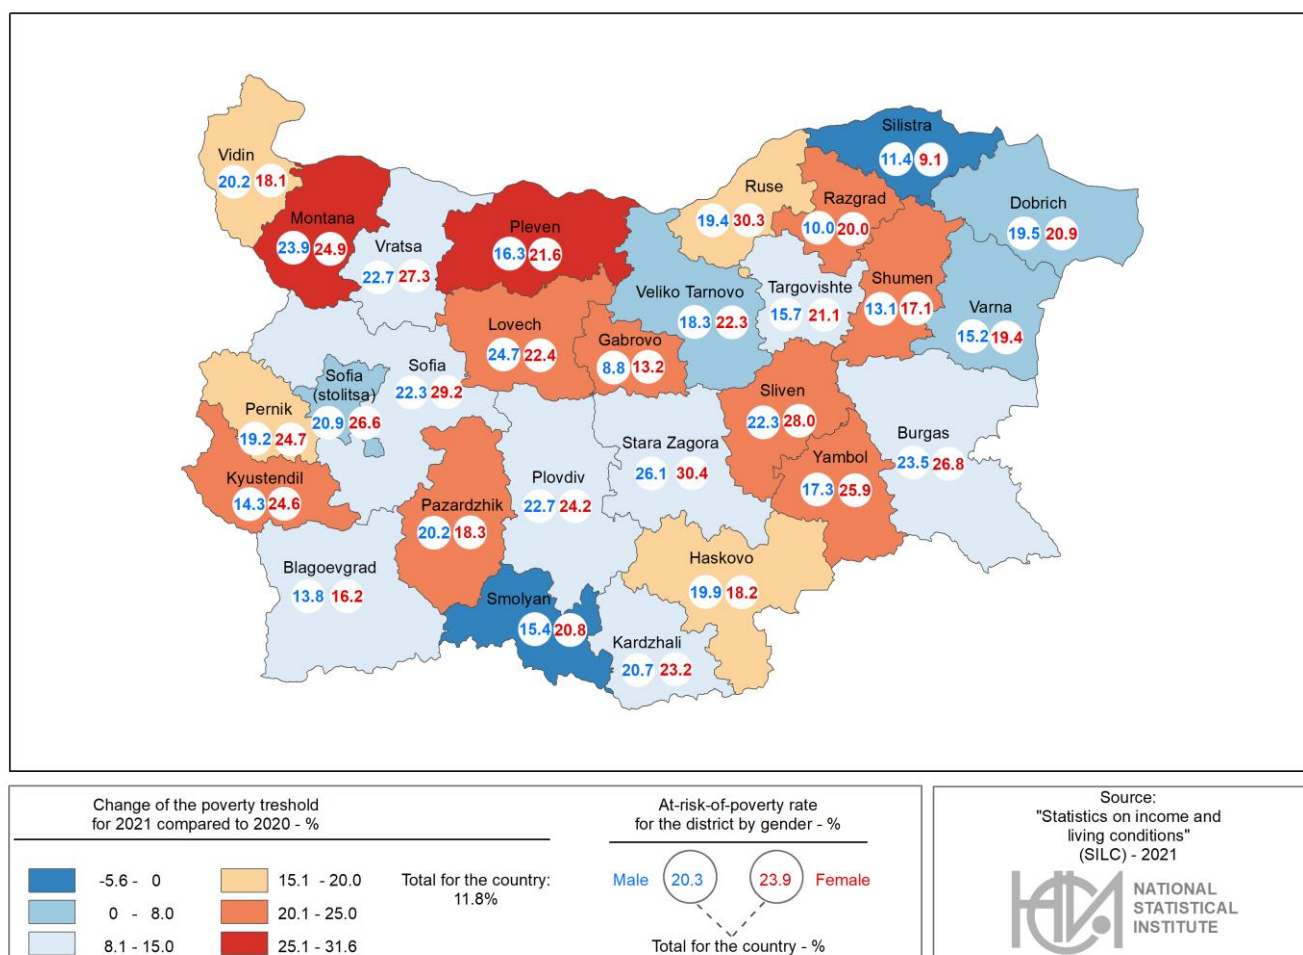 Silistra
11.4 9.1
Vidin
20.2 18.1
Ruse
19.4 30.3
Razgrad
10.0 20.0
Dobrich
19.5 20.9
Montana
23.9 24.9
Vratsa
22.7 27.3
Pleven
16.3 21.6
Veliko Tarnovo
18.3 22.3
Targovishte
15.7 21.1
Shumen
13.1 17.1
Varna
15.2 19.4
Lovech
24.7 22.4
Gabrovo
8.8 13.2
Sofia
(stolitsa)
20.9 26.6
Sofia
22.3 29.2
Pernik
19.2 24.7
Sliven
22.3 28.0
Burgas
23.5 26.8
Stara Zagora
26.1 30.4
Yambol
17.3 25.9
Kyustendil
14.3 24.6
Pazardzhik
20.2 18.3
Plovdiv
22.7 24.2
Haskovo
19.9 18.2
Blagoevgrad
13.8 16.2
Smolyan
15.4 20.8
Kardzhali
20.7 23.2
Change of the poverty treshold
for 2021 compared to 2020 - %
-5.6 - 0
0 - 8.0
8.1 - 15.0
15.1 - 20.0
20.1 - 25.0
25.1 - 31.6
Total for the country:
11.8%
At-risk-of-poverty rate
for the district by gender - %
Male 20.3 23.9 Female
Total for the country - %
Source:
"Statistics on income and
living conditions"
(SILC) - 2021
НСИ
NATIONAL
STATISTICAL
INSTITUTE